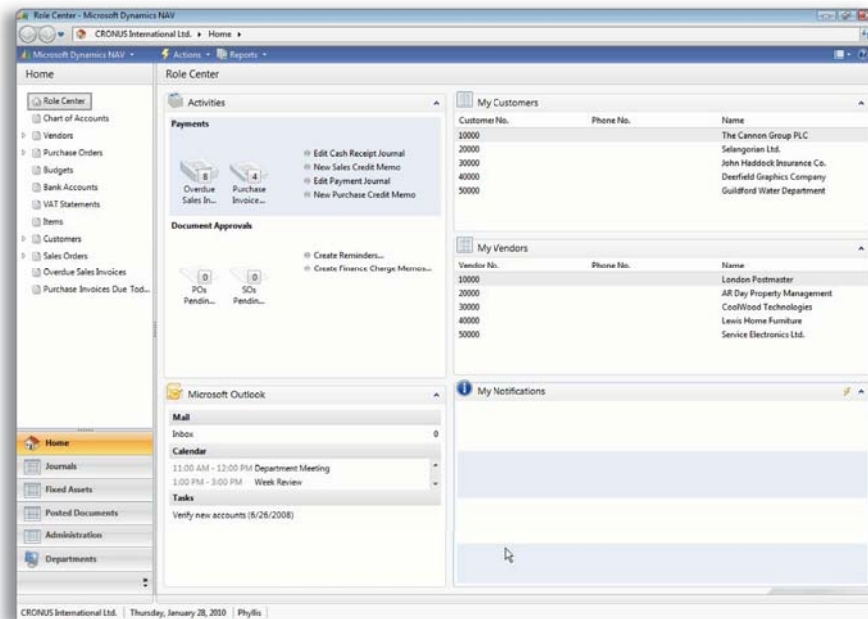 Role Center - Microsoft Dynamics NAV
CRONUS International Ltd. Home
Microsoft Dynamics NAV Actions Reports
Home
Role Center
Chart of Accounts
Vendors
Purchase Orders
Budgets
Bank Accounts
VAT Statements
Items
Customers
Sales Orders
Overdue Sales Invoices
Purchase Invoices Due Tod...
Home
Journals
Fixed Assets
Posted Documents
Administration
Departments
Role Center
Activities
Payments
8 4
Overdue Purchase
Sales In... Invoice...
Edit Cash Receipt Journal
New Sales Credit Memo
Edit Payment Journal
New Purchase Credit Memo
Document Approvals
0 0
POs SOs
Pendin... Pendin...
Create Reminders...
Create Finance Charge Memos...
Microsoft Outlook
Mail
Inbox 0
Calendar
11:00 AM - 12:00 PM Department Meeting
1:00 PM - 3:00 PM Week Review
Tasks
Verify new accounts (6/26/2008)
My Customers
Customer No. Phone No. Name
10000 The Cannon Group PLC
20000 Selangorian Ltd.
30000 John Haddock Insurance Co.
40000 Deerfield Graphics Company
50000 Guildford Water Department
My Vendors
Vendor No. Phone No. Name
10000 London Postmaster
20000 AR Day Property Management
30000 CoolWood Technologies
40000 Lewis Home Furniture
50000 Service Electronics Ltd.
My Notifications
CRONUS International Ltd. Thursday, January 28, 2010 Phyllis